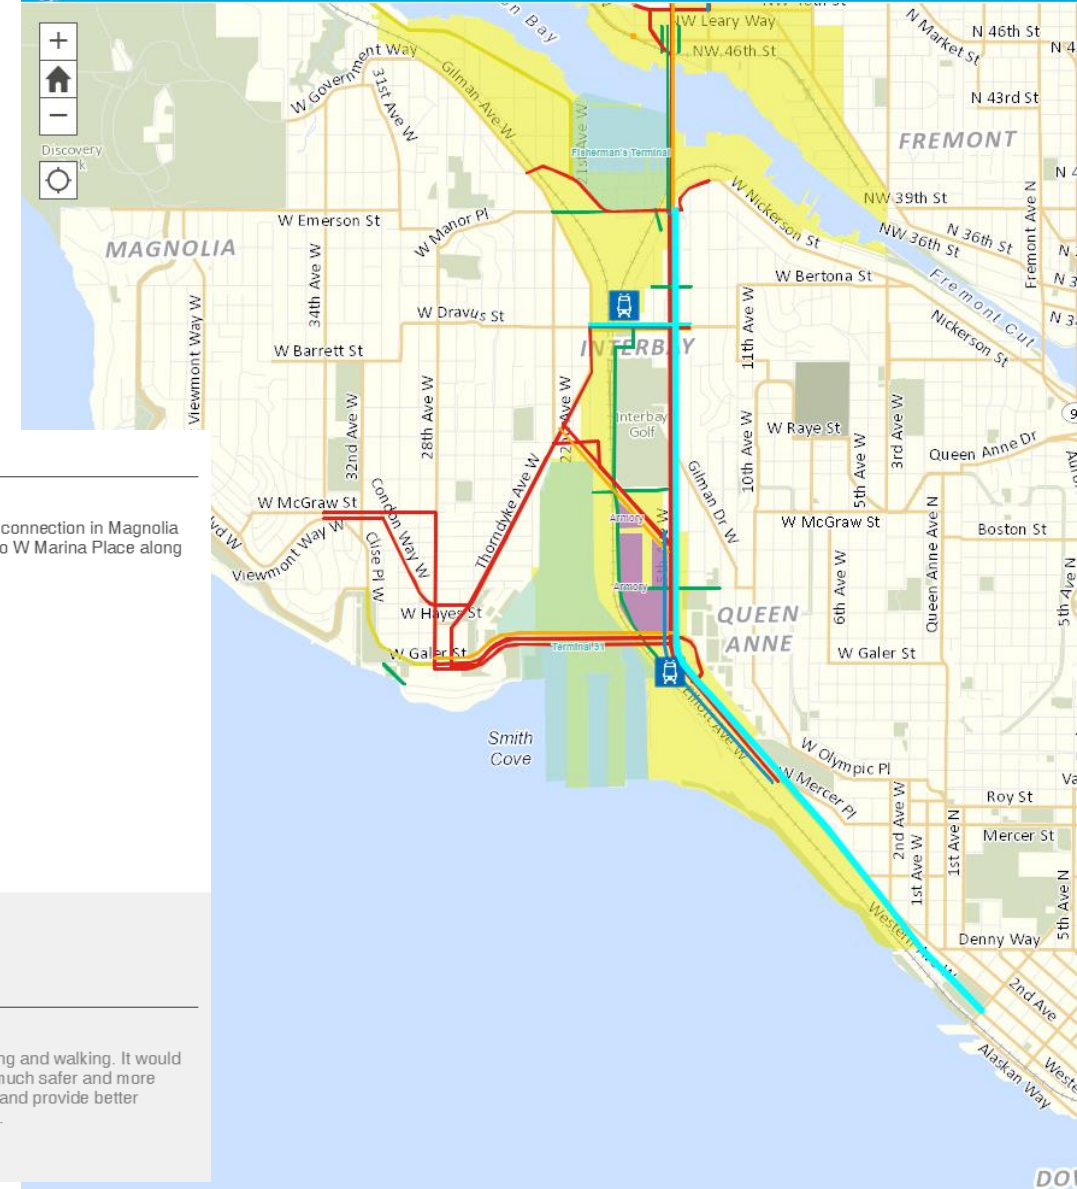 NW Leary Way
NW 46th St
N Market St
N 46th St
N 4
N 43rd St
FREMONT
W Government Way
31st Ave W
Gilman Ave W
Discovery
21st Ave W
Fisherman's Terminal
NW 39th St
N 36th St
NW 36th St
Fremont Ave N
W Emerson St
W Manor Pl
W Nickerson St
MAGNOLIA
Viewmont Way W
34th Ave W
W Dravus St
W Bertona St
11th Ave W
Fremont Cut
Nickerson St
W Barrett St
INTERBAY
32nd Ave W
28th Ave W
Interbay
Golf
10th Ave W
W Raye St
5th Ave W
3rd Ave W
Queen Anne Dr
Thorndyke Ave W
Gilman Dr W
W McGraw St
Condon Way W
Clise Pl W
Viewmont Way W
Armory
Armory
W McGraw St
Boston St
6th Ave W
Queen Anne Ave N
5th Ave N
W Hayes St
QUEEN
ANNE
W Galer St
Terminal 91
W Galer St
Smith
Cove
Elliott Ave W
W Olympic Pl
W Mercer Pl
2nd Ave W
1st Ave W
1st Ave N
Roy St
Mercer St
5th Ave N
Western Ave W
Denny Way
2nd Ave
Alaskan Way
connection in Magnolia
o W Marina Place along
ng and walking. It would
much safer and more
and provide better